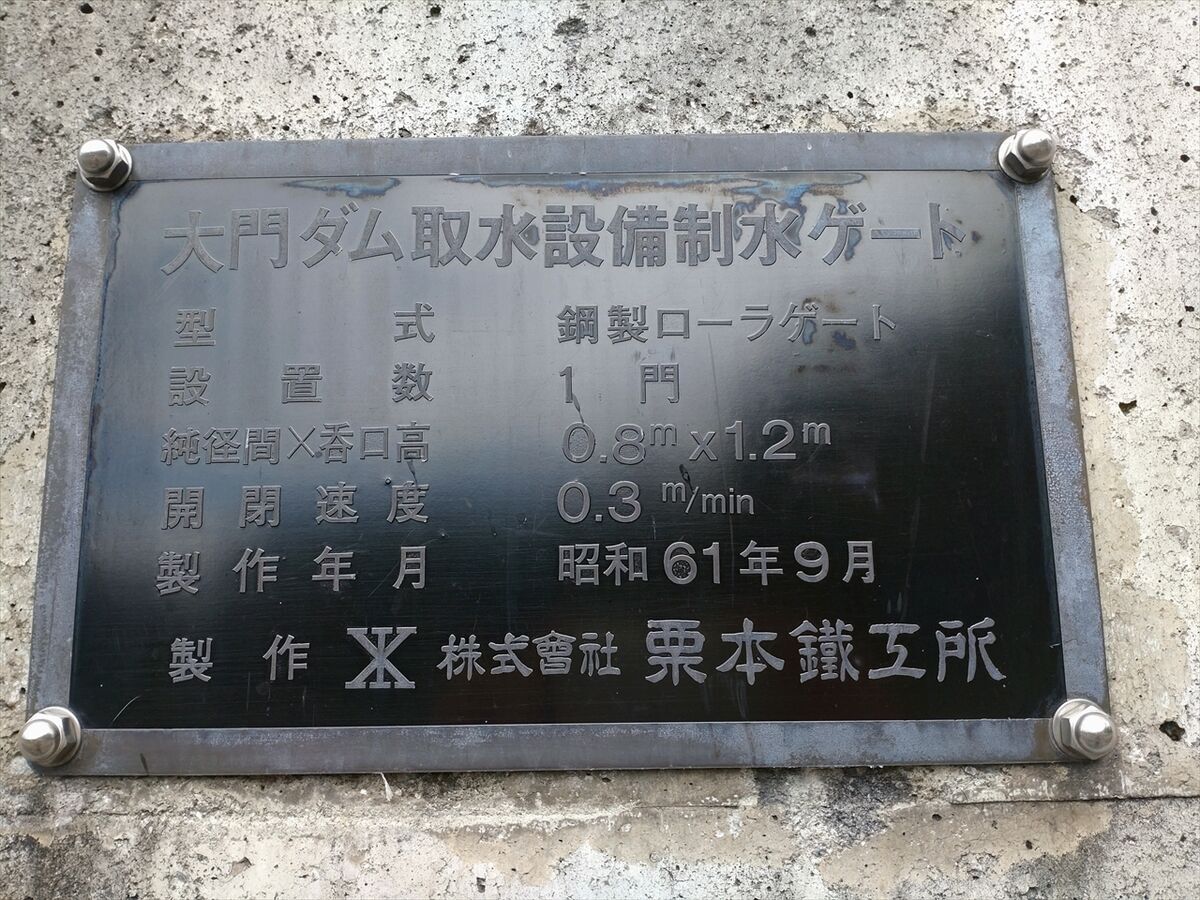 大門ダム取水設備制水ゲート
型式 鋼製ローラゲート
設置数 1門
純径間×呑口高 0.8m×1.2m
開閉速度 0.3m/min
製作年月 昭和61年9月
製作 株式會社 栗本鐵工所